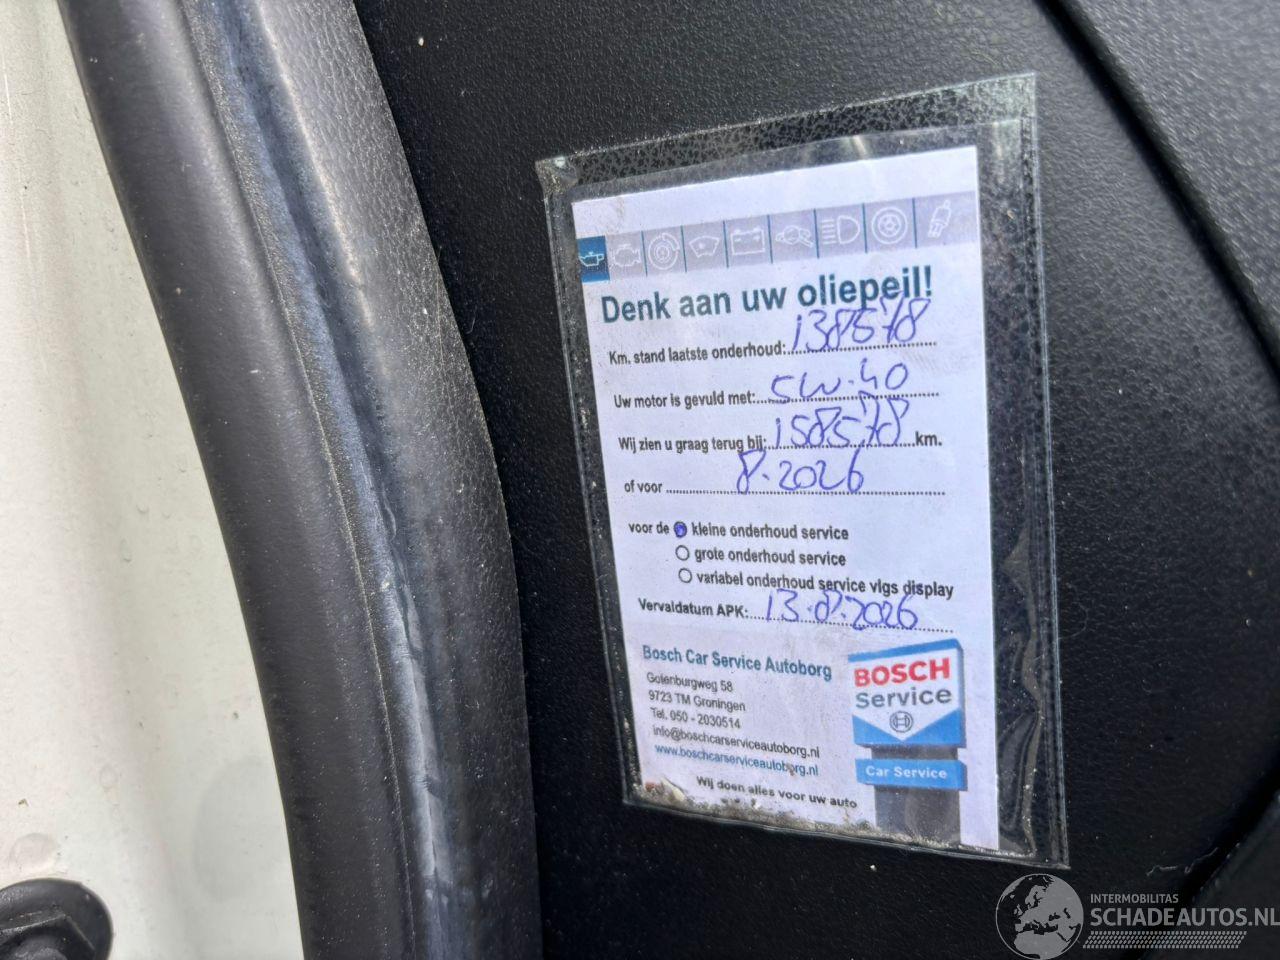 Denk aan uw oliepeil!
Km. stand laatste onderhoud: 138578
Uw motor is gevuld met: 5W-40
Wij zien u graag terug bij: 158578 km.
of voor 8-2026
voor de kleine onderhoud service
grote onderhoud service
variabel onderhoud service vlgs display
Vervaldatum APK: 13-8-2026
Bosch Car Service Autoborg
Gotenburgweg 58
9723 TM Groningen
Tel. 050 - 2030514
info@boschcarserviceautoborg.nl
www.boschcarserviceautoborg.nl
Wij doen alles voor uw auto
BOSCH
Service
Car Service
INTERMOBILITAS
SCHADEAUTOS.NL